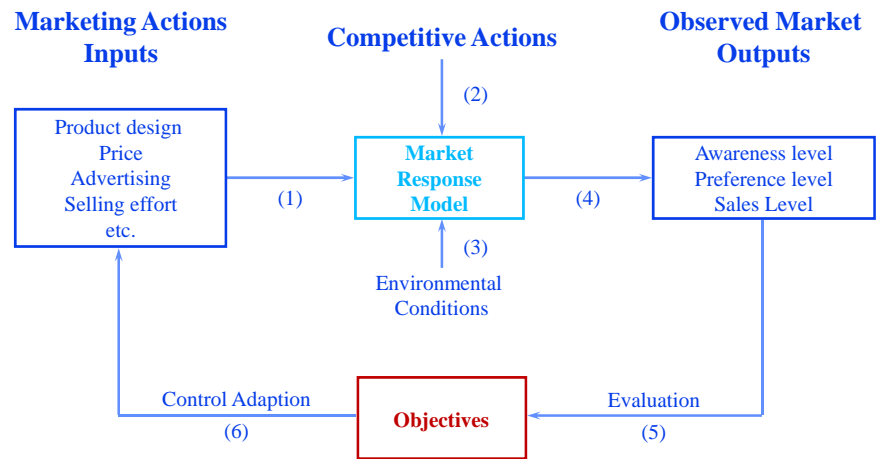 Marketing Actions
Inputs
Competitive Actions
Observed Market
Outputs
(2)
Product design
Price
Advertising
Selling effort
etc.
(1)
Market
Response
Model
(4)
Awareness level
Preference level
Sales Level
(3)
Environmental
Conditions
Control Adaption
(6)
Objectives
Evaluation
(5)